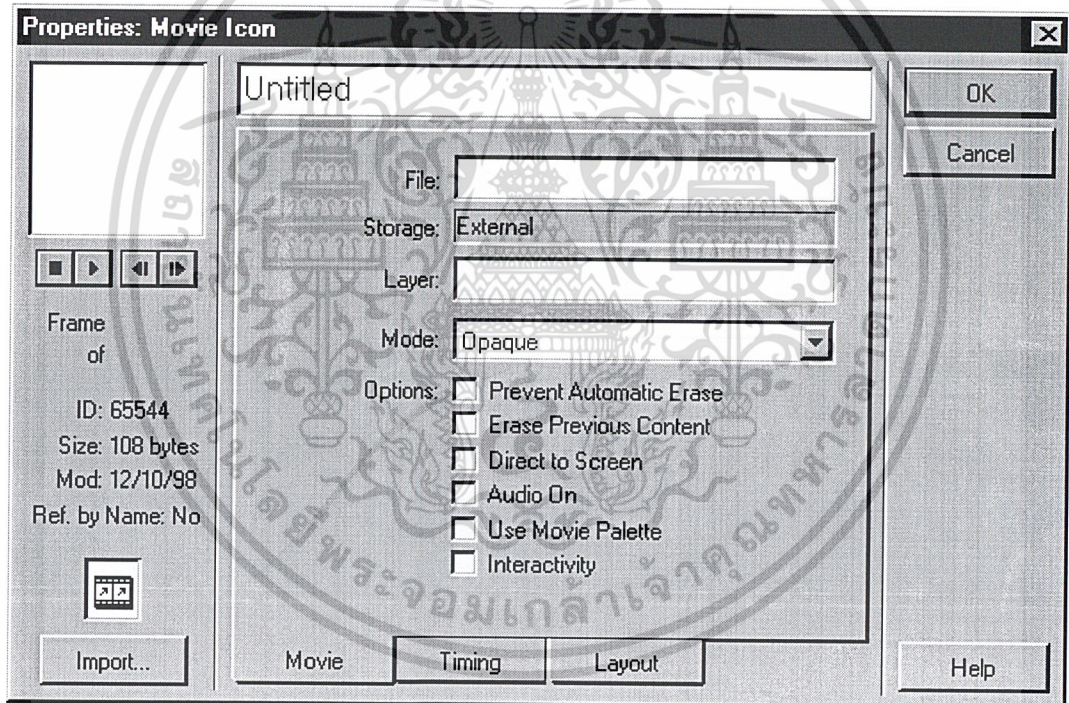 Properties: Movie Icon
Untitled
OK
Cancel
File:
Storage: External
Layer:
Mode: Opaque
Options: Prevent Automatic Erase
Erase Previous Content
Direct to Screen
Audio On
Use Movie Palette
Interactivity
Frame
of
ID: 65544
Size: 108 bytes
Mod: 12/10/98
Ref. by Name: No
Import...
Movie
Timing
Layout
Help